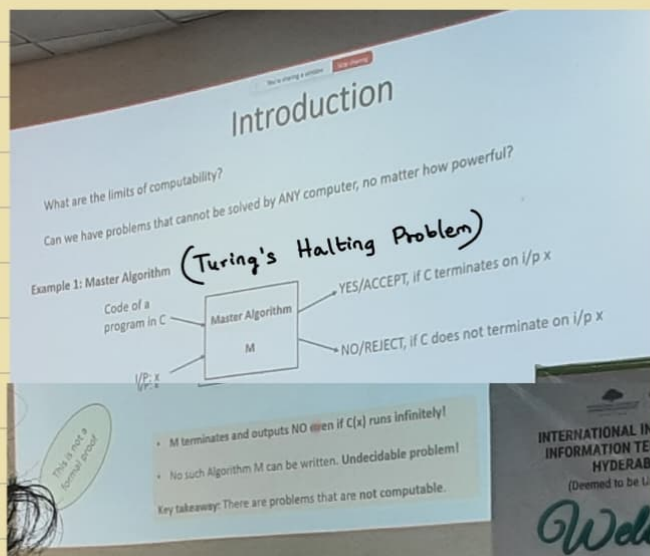 You're sharing a window
Stop sharing
Introduction
What are the limits of computability?
Can we have problems that cannot be solved by ANY computer, no matter how powerful?
Example 1: Master Algorithm (Turing's Halting Problem)
Code of a
program in C
Master Algorithm
M
YES/ACCEPT, if C terminates on i/p x
NO/REJECT, if C does not terminate on i/p x
I/P: x
This is not a
formal proof
• M terminates and outputs NO even if C(x) runs infinitely!
• No such Algorithm M can be written. Undecidable problem!
Key takeaway: There are problems that are not computable.
INTERNATIONAL IN
INFORMATION TE
HYDERAB
(Deemed to be U
Wel